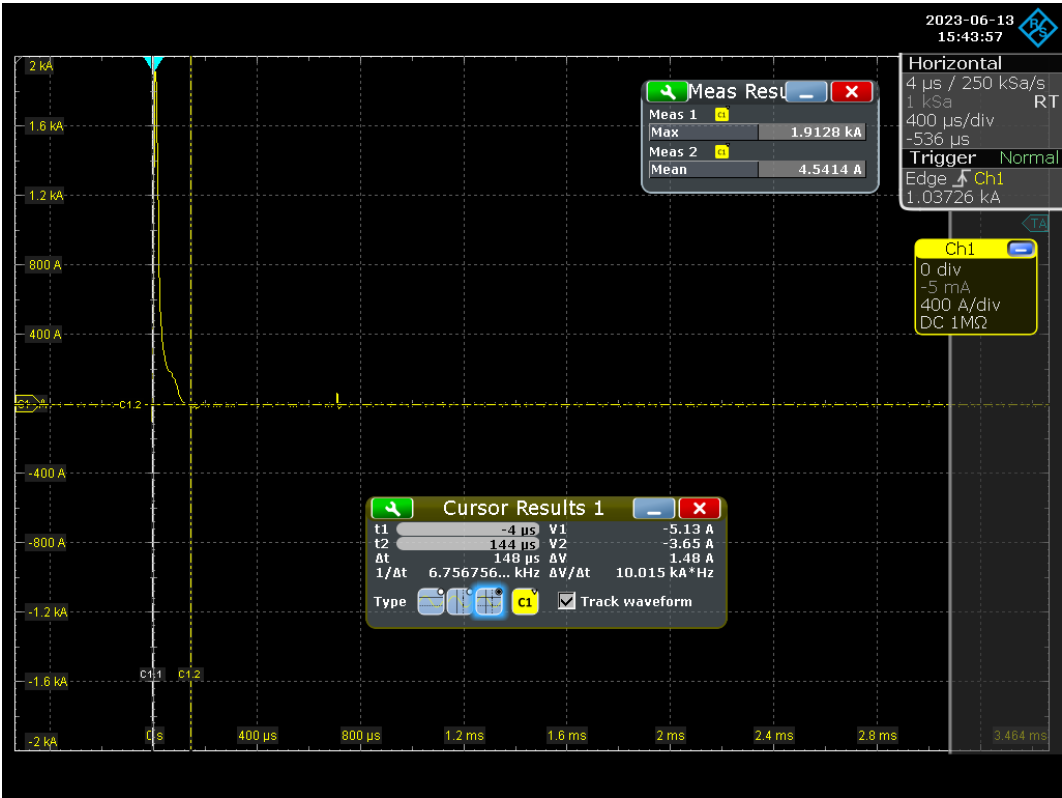 2023-06-13
15:43:57
R&S
Horizontal
4 µs / 250 kSa/s
1 kSa RT
400 µs/div
-536 µs
Trigger Normal
Edge Ch1
1.03726 kA
TA
Ch1
0 div
-5 mA
400 A/div
DC 1MΩ
Meas Resu
Meas 1 C1
Max 1.9128 kA
Meas 2 C1
Mean 4.5414 A
2 kA
1.6 kA
1.2 kA
800 A
400 A
C1
C1.2
-400 A
-800 A
-1.2 kA
-1.6 kA
-2 kA
Cursor Results 1
t1 -4 µs V1 -5.13 A
t2 144 µs V2 -3.65 A
Δt 148 µs ΔV 1.48 A
1/Δt 6.756756... kHz ΔV/Δt 10.015 kA*Hz
Type C1 Track waveform
C1.1 C1.2
0 s 400 µs 800 µs 1.2 ms 1.6 ms 2 ms 2.4 ms 2.8 ms 3.464 ms